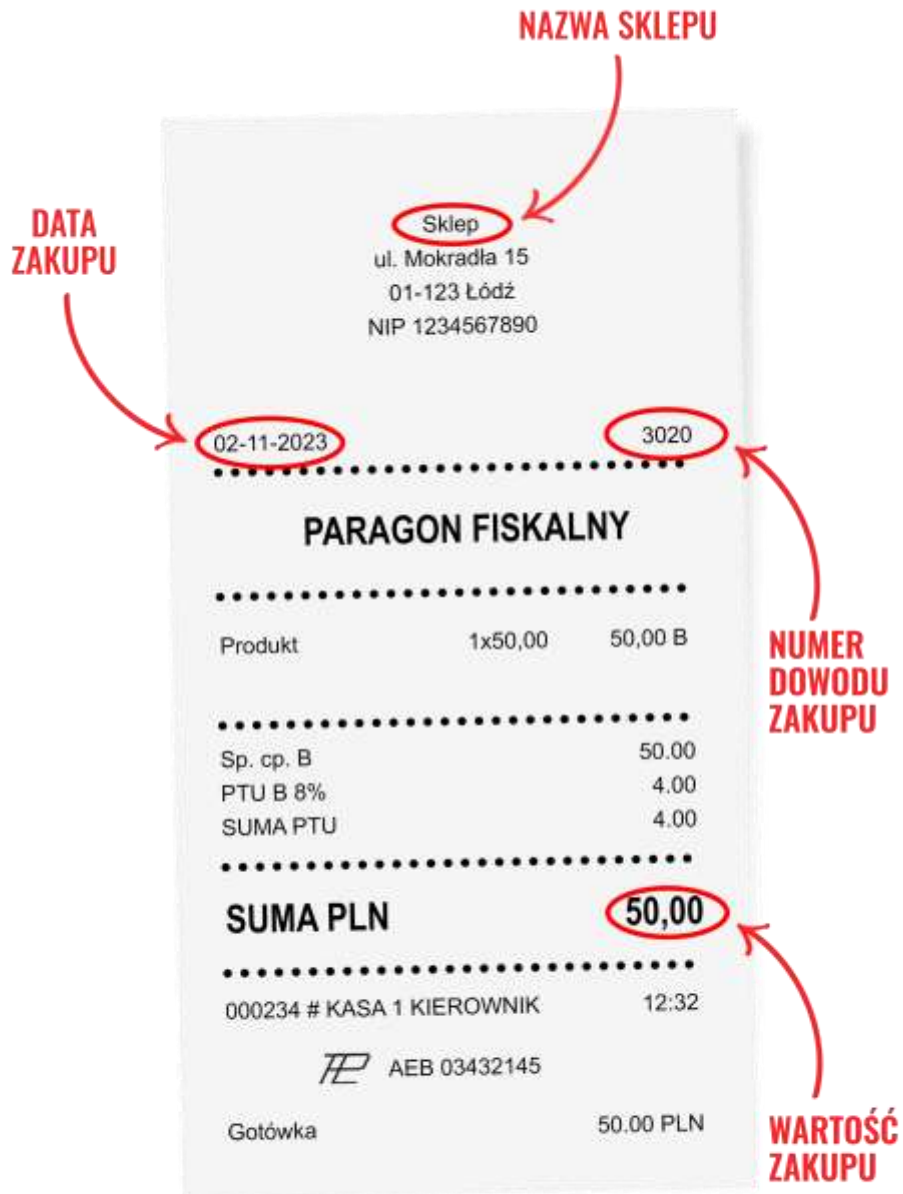 NAZWA SKLEPU
DATA
ZAKUPU
Sklep
ul. Mokradła 15
01-123 Łódź
NIP 1234567890
02-11-2023 3020
PARAGON FISKALNY
Produkt 1x50,00 50,00 B
NUMER
DOWODU
ZAKUPU
Sp. cp. B 50.00
PTU B 8% 4.00
SUMA PTU 4.00
SUMA PLN 50,00
000234 # KASA 1 KIEROWNIK 12:32
AEB 03432145
Gotówka 50.00 PLN
WARTOŚĆ
ZAKUPU